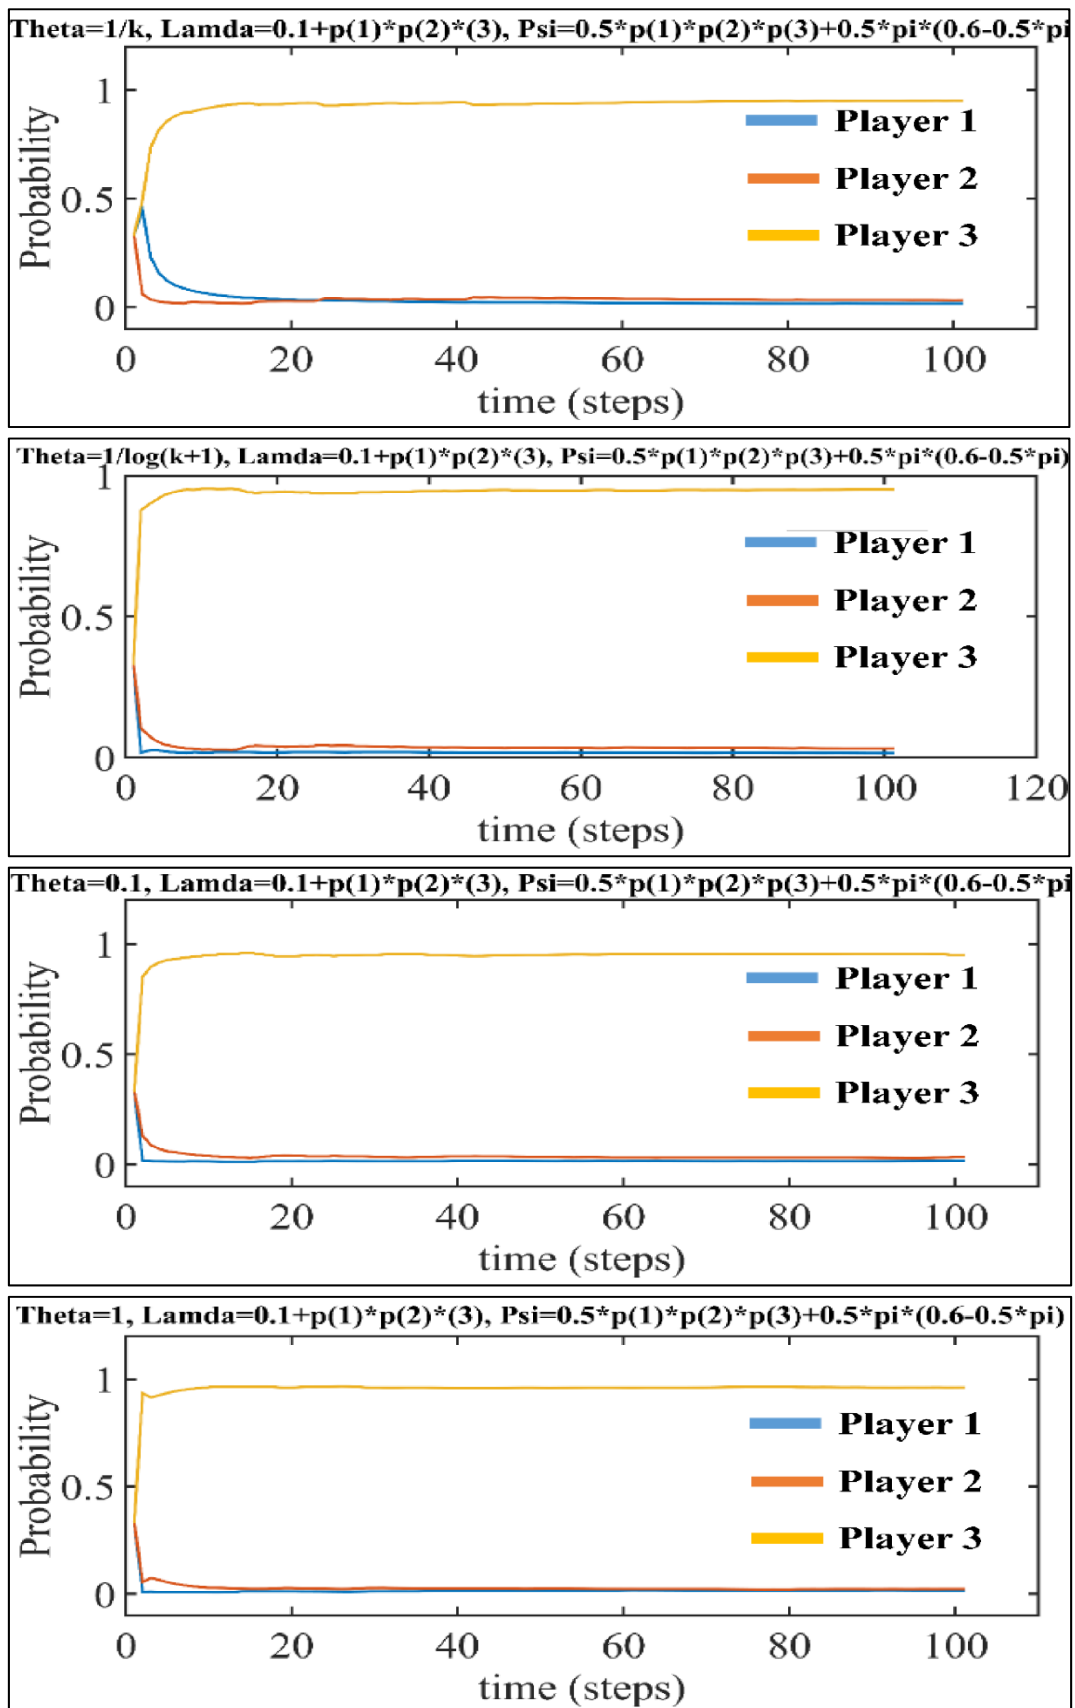 Theta=1/k, Lamda=0.1+p(1)*p(2)*(3), Psi=0.5*p(1)*p(2)*p(3)+0.5*pi*(0.6-0.5*pi
1
0.5
0
Probability
Player 1
Player 2
Player 3
0 20 40 60 80 100
time (steps)
Theta=1/log(k+1), Lamda=0.1+p(1)*p(2)*(3), Psi=0.5*p(1)*p(2)*p(3)+0.5*pi*(0.6-0.5*pi)
1
0.5
0
Probability
Player 1
Player 2
Player 3
0 20 40 60 80 100 120
time (steps)
Theta=0.1, Lamda=0.1+p(1)*p(2)*(3), Psi=0.5*p(1)*p(2)*p(3)+0.5*pi*(0.6-0.5*pi
1
0.5
0
Probability
Player 1
Player 2
Player 3
0 20 40 60 80 100
time (steps)
Theta=1, Lamda=0.1+p(1)*p(2)*(3), Psi=0.5*p(1)*p(2)*p(3)+0.5*pi*(0.6-0.5*pi)
1
0.5
0
Probability
Player 1
Player 2
Player 3
0 20 40 60 80 100
time (steps)